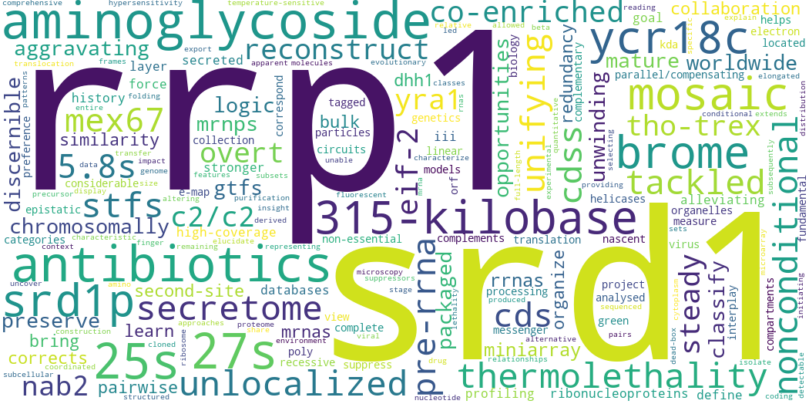 comprehensive
hypersensitivity
temperature-sensitive
aminoglycoside
co-enriched
explain
electron
collaboration
reading
goal
helps
kda
located
aggravating
translocation
export
secreted
apparent
molecules
evolutionary
led
beta
allowed
biology
ycr18c
reconstruct
frames
layer
force
history
entire
patterns
preference
discernible
rrp1
folding
logic
tagged
bulk
particles
circuits
unable
dhh1
classes
rnas
yra1
genetics
iii
linear
models
orf
opportunities
unifying
redundancy
complementary
quantitative
experimental
full-length
mature
worldwide
parallel/compensating
elongated
conditional
extends
mosaic
distribution
subsequently
fundamental
mex67
similarity
mrnps
collection
correspond
overt
stronger
subsets
data
impact
transfer
genome
5.8s
considerable
size
display
precursor
features
purification
fluorescent
insight
derived
e-map
gtfs
stfs
epistatic
c2/c2
chromosomally
high-coverage
categories
characteristic
context
finger
remaining
altering
elucidate
representing
315
kilobase
eif-2
characterize
non-essential
complements
translation
nascent
cdss
unwinding
tho-trex
selecting
providing
brome
tackled
helicases
alleviating
organelles
measure
sets
virus
nonconditional
initiating
compartments
detectable
coding
antibiotics
srd1
srd1p
second-site
databases
uncover
preserve
secretome
learn
mrnas
view
complete
microscopy
suppressors
stage
viral
construction
approaches
proteome
share
amino
bring
corrects
coordinated
25s
cloned
ribosome
27s
environment
poly
recessive
suppress
drug
nab2
subcellular
structured
pairwise
unlocalized
pre-rrna
packaged
lethality
relative
nucleotide
rrnas
processing
produced
cds
messenger
alternative
organize
project
analysed
sequenced
green
pairs
miniarray
relationships
thermolethality
profiling
ribonucleoproteins
define
steady
classify
interplay
dead-box
isolate